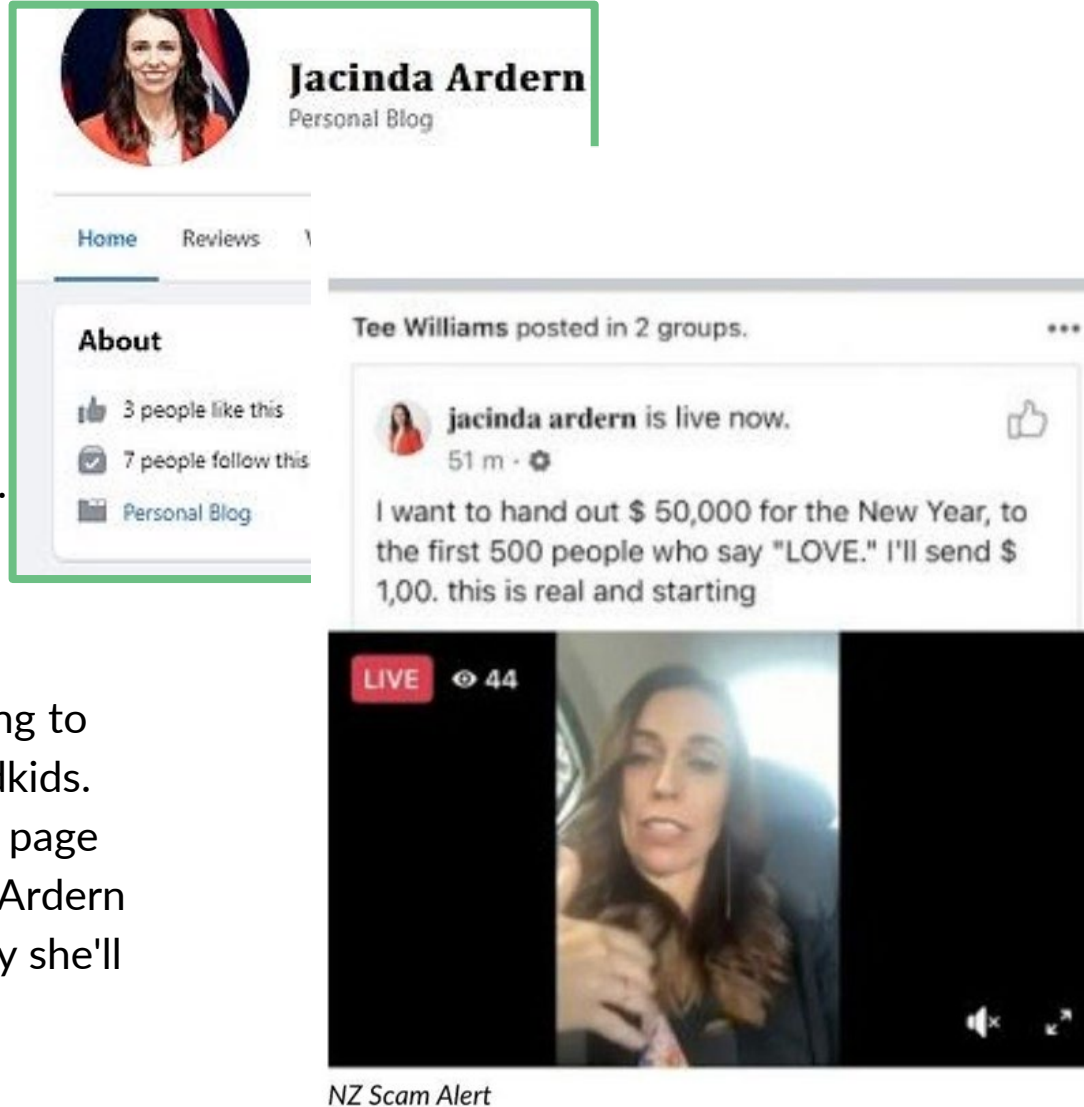 Jacinda Ardern
Personal Blog
Home Reviews
About
3 people like this
7 people follow this
Personal Blog
Tee Williams posted in 2 groups.
jacinda ardern is live now.
51 m ·
I want to hand out $ 50,000 for the New Year, to
the first 500 people who say "LOVE." I'll send $
1,00. this is real and starting
LIVE 44
.
ng to
dkids.
page
Ardern
y she'll
NZ Scam Alert